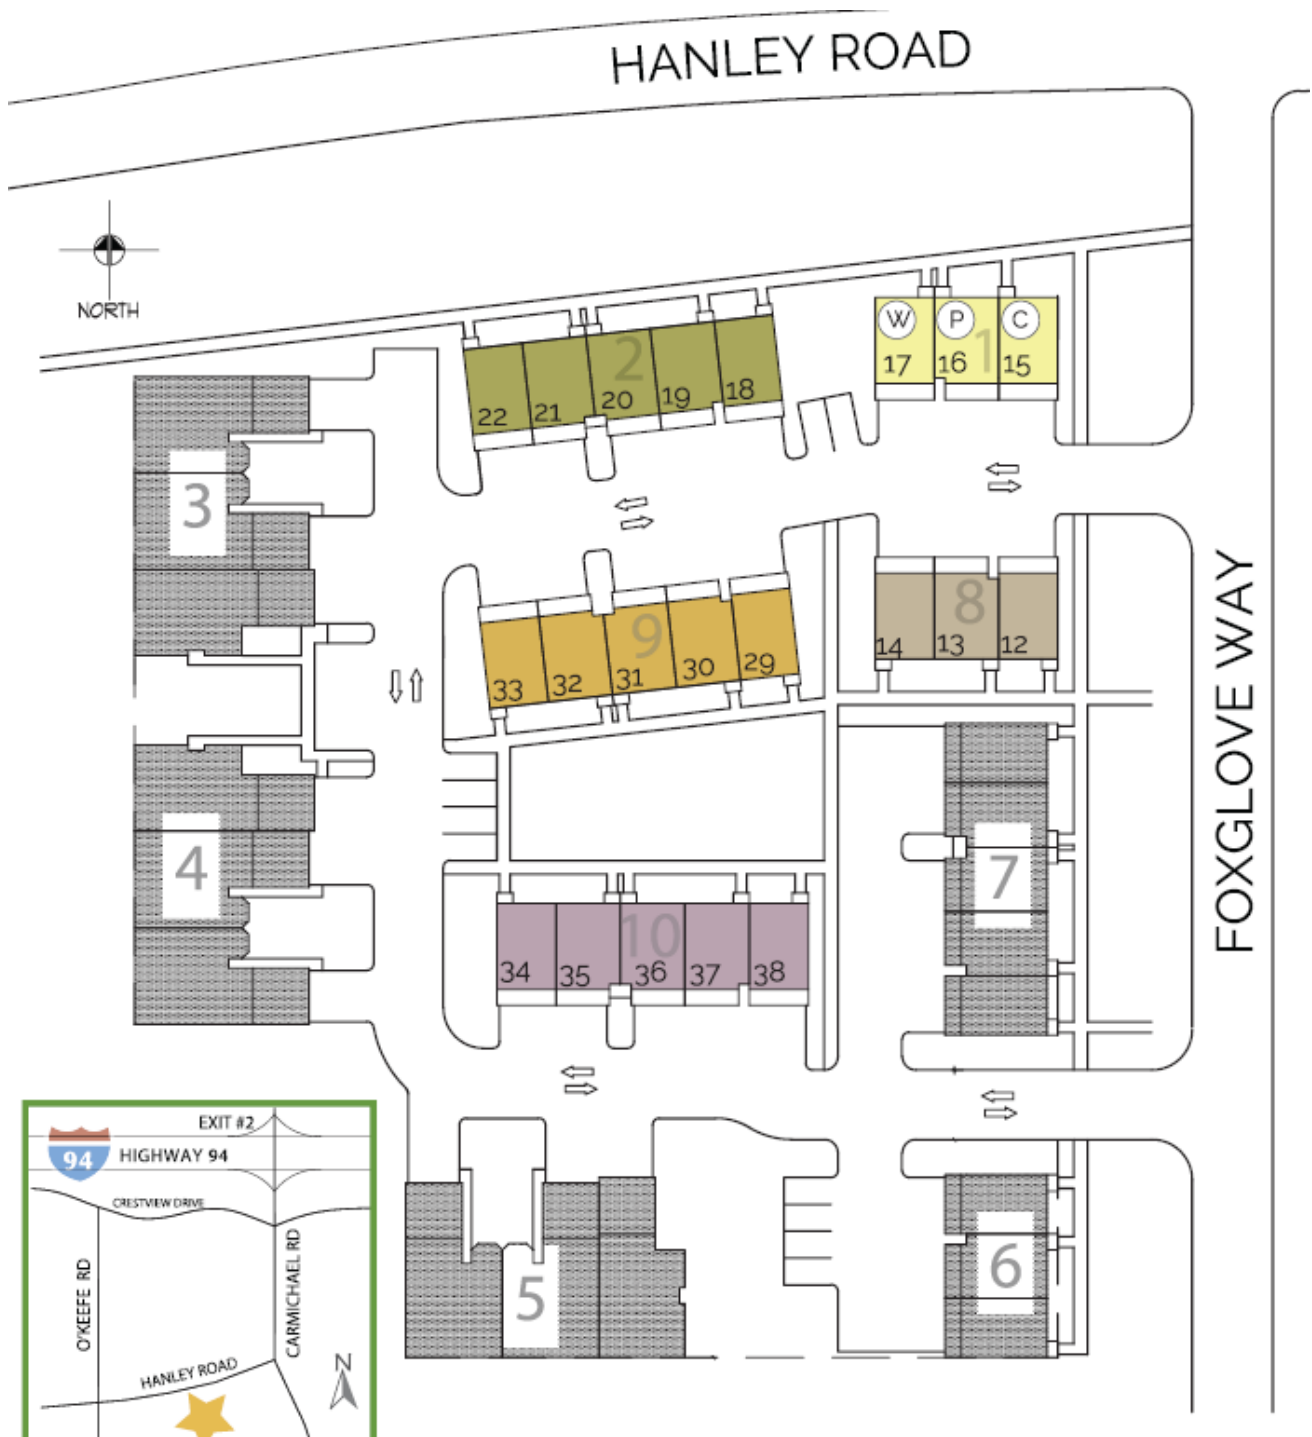 HANLEY ROAD
NORTH
W P C
17 16 1 15
2
22 21 20 19 18
3
FOXGLOVE WAY
8
14 13 12
9
33 32 31 30 29
4
7
10
34 35 36 37 38
6
5
EXIT #2
94 HIGHWAY 94
CRESTVIEW DRIVE
O'KEEFE RD
CARMICHAEL RD
HANLEY ROAD
N